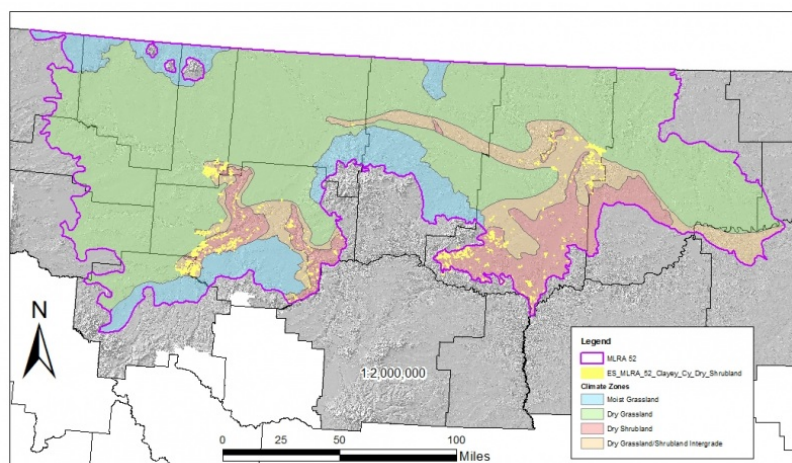 N
1:2,000,000
0 50 100
Miles
Legend
MLRA 52
ES_MLRA_52_Clayey_Cy_Dry_Shrubland
Climate Zones
Moist Grassland
Dry Grassland
Dry Shrubland
Dry Grassland/Shrubland Intergrade